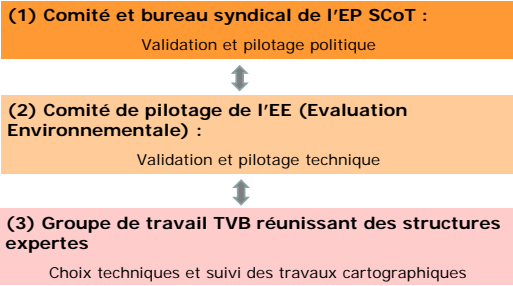 (1) Comité et bureau syndical de l'EP SCoT :
Validation et pilotage politique
(2) Comité de pilotage de l'EE (Evaluation
Environnementale) :
Validation et pilotage technique
(3) Groupe de travail TVB réunissant des structures
expertes
Choix techniques et suivi des travaux cartographiques